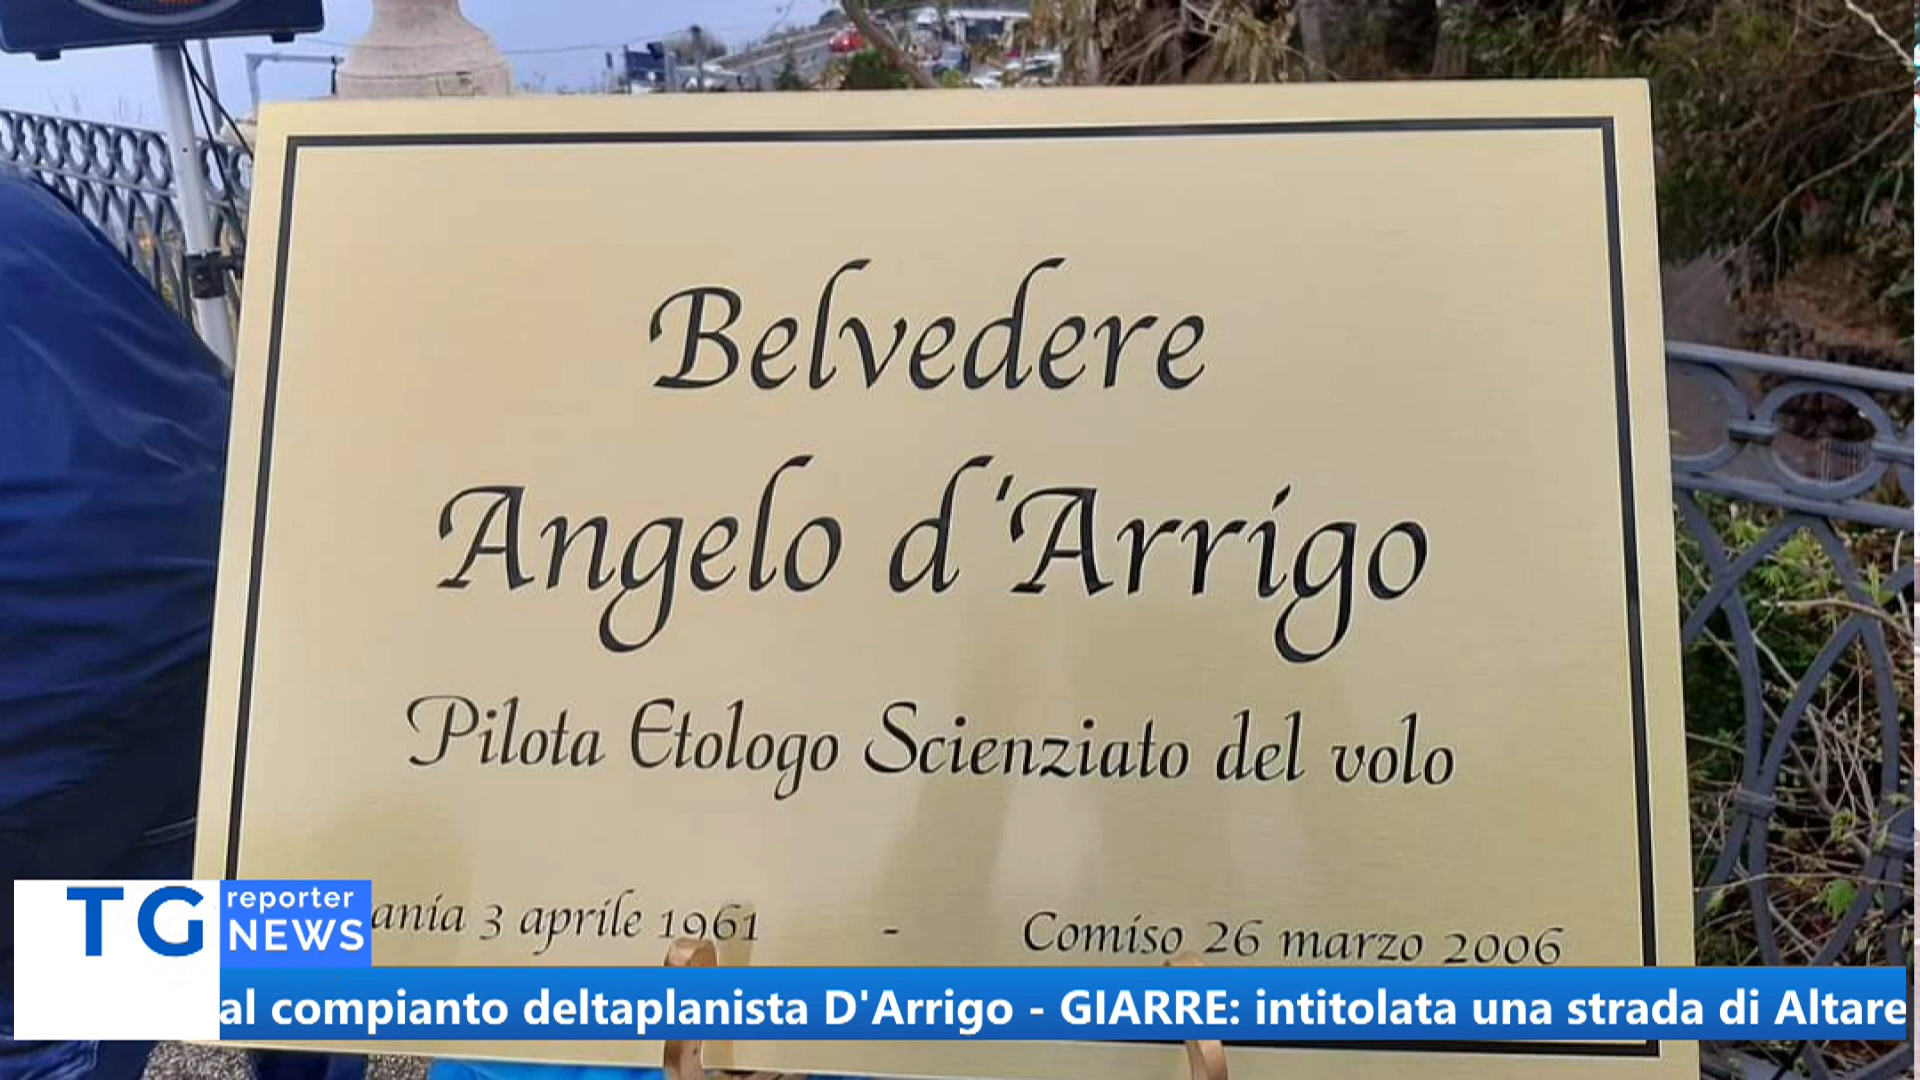 Belvedere
Angelo d'Arrigo
Pilota Etologo Scienziato del volo
ania 3 aprile 1961 - Comiso 26 marzo 2006
TG reporter NEWS
al compianto deltaplanista D'Arrigo - GIARRE: intitolata una strada di Altare